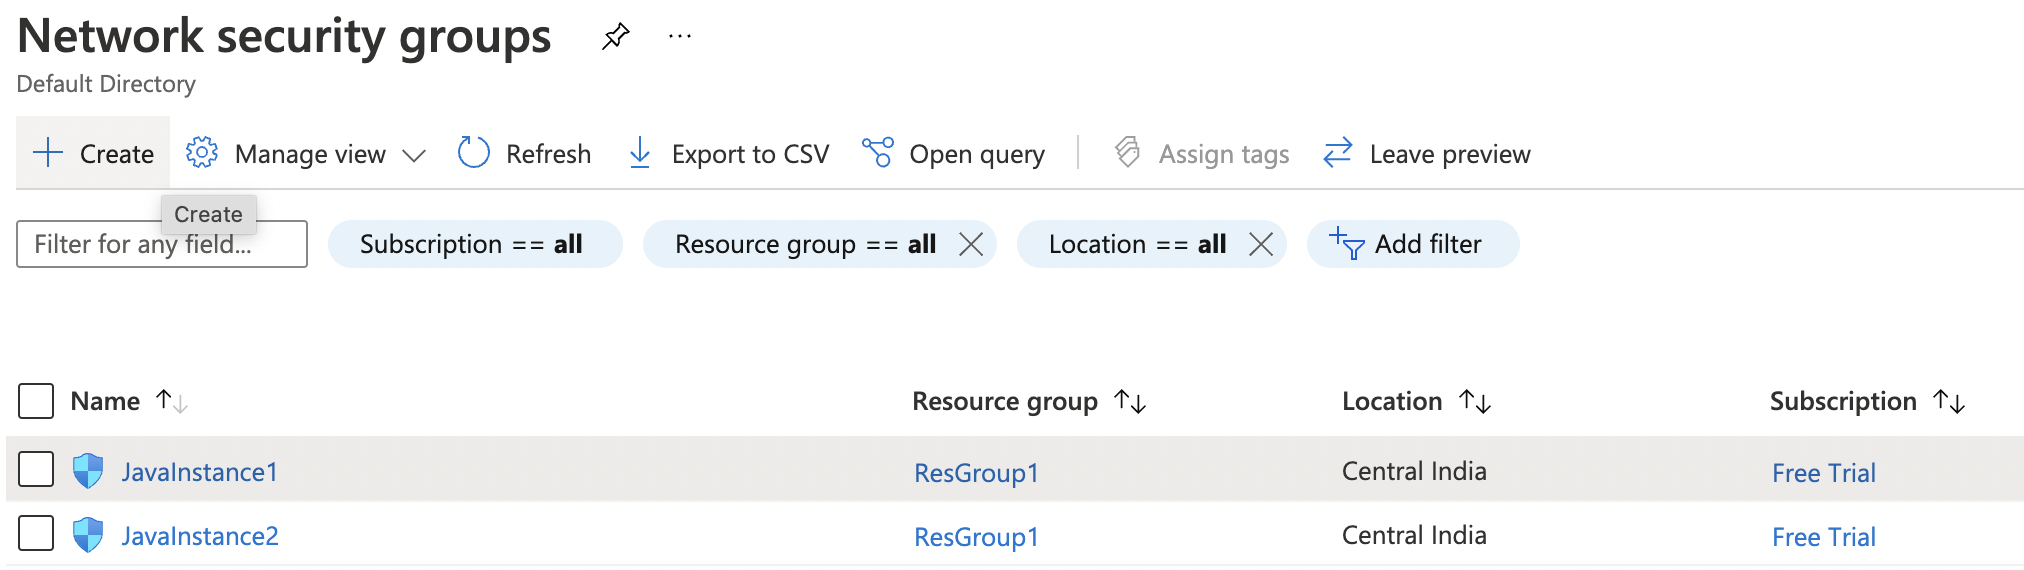 Network security groups
Default Directory
Create Manage view Refresh Export to CSV Open query Assign tags Leave preview
Create
Filter for any field... Subscription == all Resource group == all Location == all Add filter
Name Resource group Location Subscription
JavaInstance1 ResGroup1 Central India Free Trial
JavaInstance2 ResGroup1 Central India Free Trial